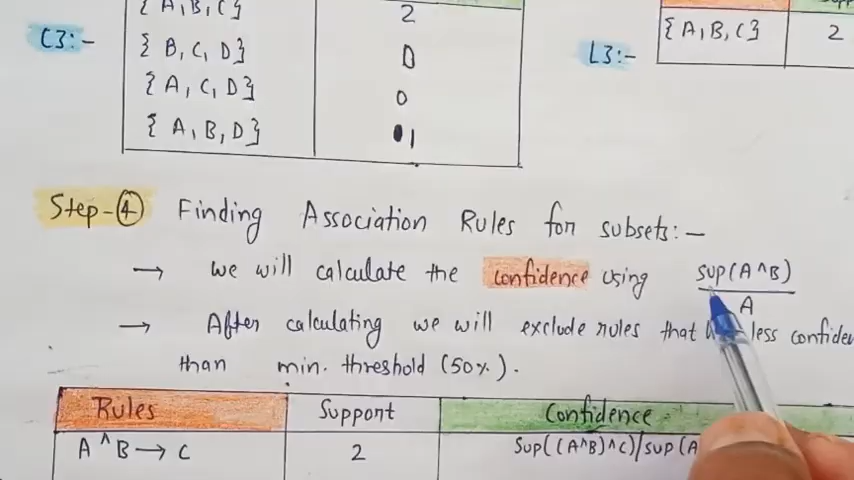 {A,B,C} 2
C3:- {B,C,D} 0
{A,C,D} 0
{A,B,D} 1
L3:- {A,B,C} 2
Step-4 Finding Association Rules for subsets:-
→ we will calculate the confidence using sup(A^B)
A
→ After calculating we will exclude rules that less
than min. threshold (50%).
Rules Support Confidence
A^B→C 2 Sup((A^B)^C)/sup(A